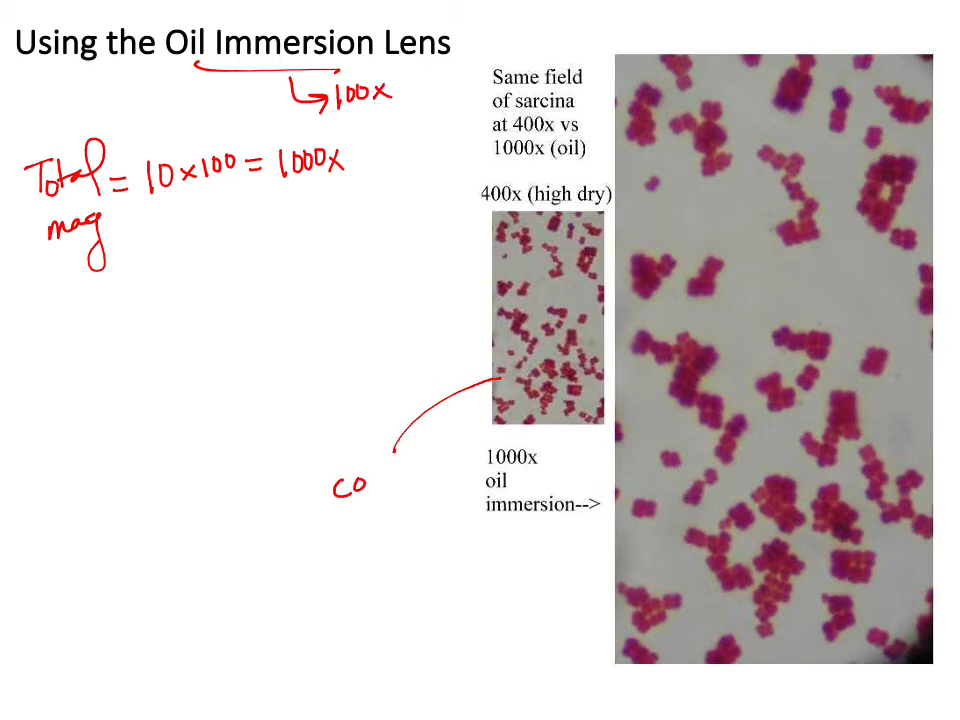 Using the Oil Immersion Lens
↳100x
Total mag = 10 x 100 = 1000x
Same field
of sarcina
at 400x vs
1000x (oil)
400x (high dry)
co
1000x
oil
immersion-->